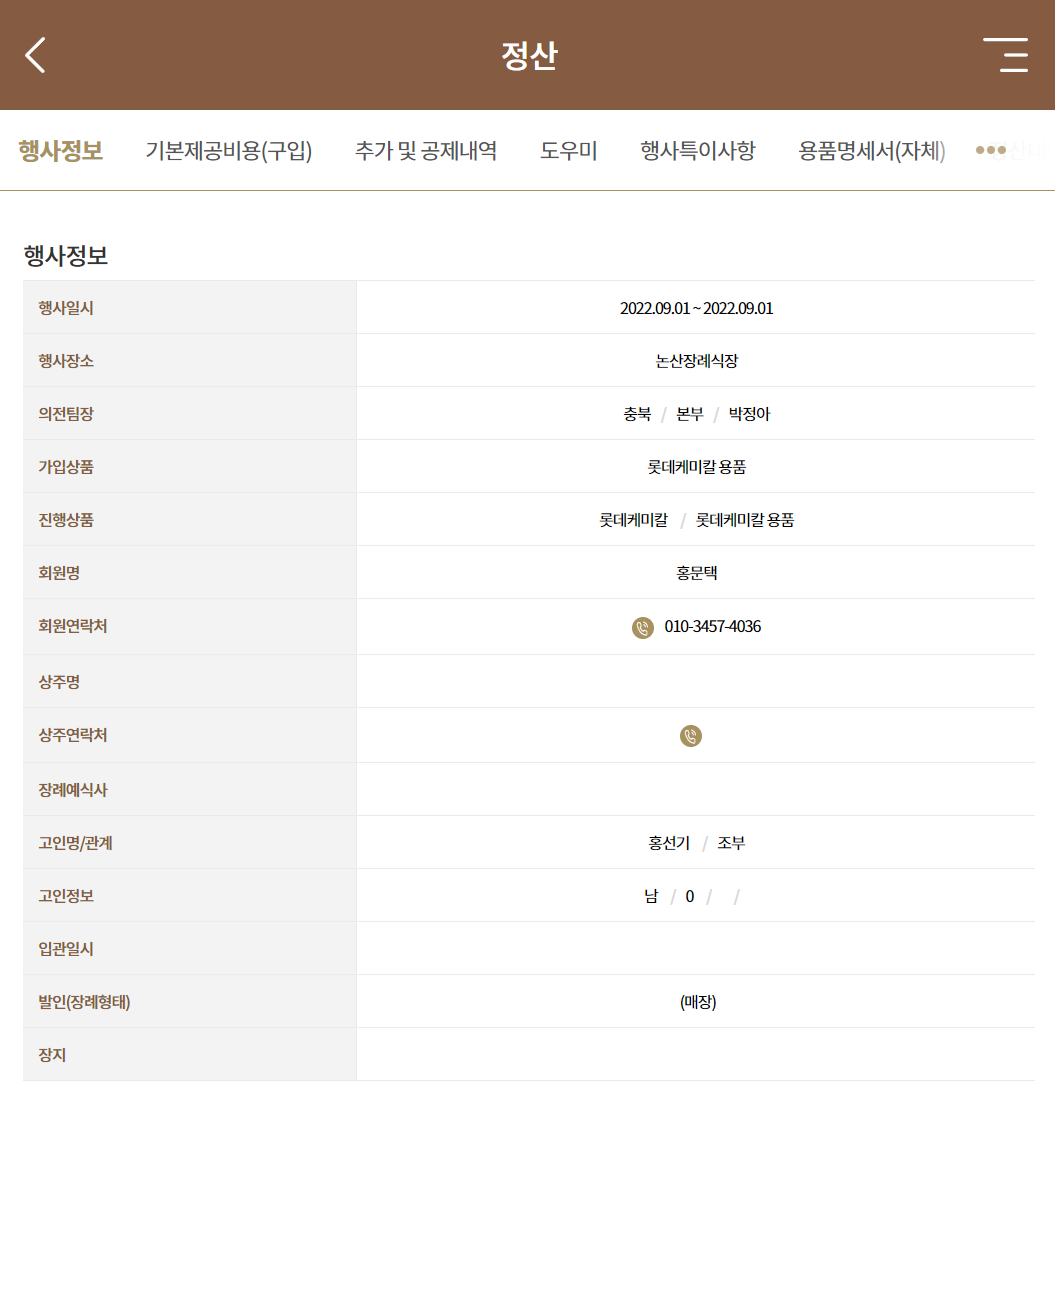 정산
행사정보 기본제공비용(구입) 추가 및 공제내역 도우미 행사특이사항 용품명세서(자체)
행사정보
행사일시 2022.09.01 ~ 2022.09.01
행사장소 논산장례식장
의전팀장 충북 / 본부 / 박정아
가입상품 롯데케미칼 용품
진행상품 롯데케미칼 / 롯데케미칼 용품
회원명 홍문택
회원연락처 010-3457-4036
상주명
상주연락처
장례예식사
고인명/관계 홍선기 / 조부
고인정보 남 / 0 / /
입관일시
발인(장례형태) (매장)
장지